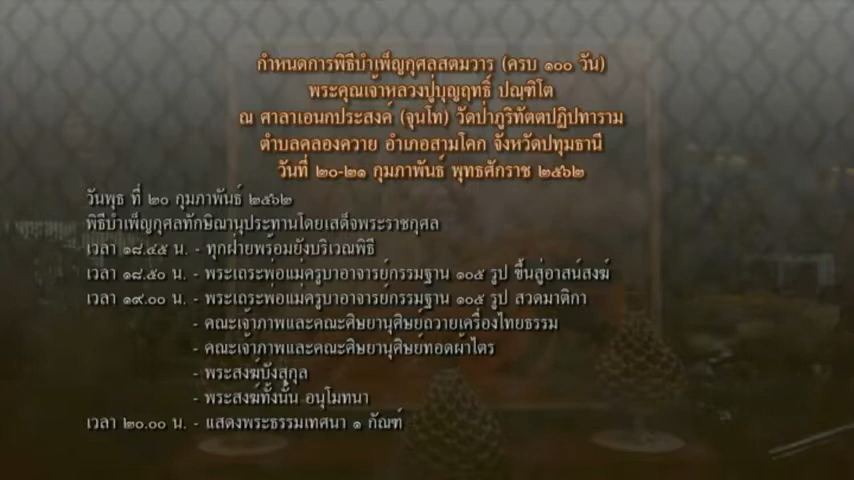 กำหนดการพิธีบำเพ็ญกุศลสตมวาร (ครบ ๑๐๐ วัน)
พระคุณเจ้าหลวงปู่บุญฤทธิ์ ปณฺฑิโต
ณ ศาลาเอนกประสงค์ (จุนโท) วัดป่าภูริทัตตปฏิปทาราม
ตำบลคลองควาย อำเภอสามโคก จังหวัดปทุมธานี
วันที่ ๒๐-๒๑ กุมภาพันธ์ พุทธศักราช ๒๕๖๒
วันพุธ ที่ ๒๐ กุมภาพันธ์ ๒๕๖๒
พิธีบำเพ็ญกุศลทักษิณานุประทานโดยเสด็จพระราชกุศล
เวลา ๑๘.๔๕ น. - ทุกฝ่ายพร้อมยังบริเวณพิธี
เวลา ๑๘.๕๐ น. - พระเถระพ่อแม่ครูบาอาจารย์กรรมฐาน ๑๐๕ รูป ขึ้นสู่อาสน์สงฆ์
เวลา ๑๙.๐๐ น. - พระเถระพ่อแม่ครูบาอาจารย์กรรมฐาน ๑๐๕ รูป สวดมาติกา
- คณะเจ้าภาพและคณะศิษยานุศิษย์ถวายเครื่องไทยธรรม
- คณะเจ้าภาพและคณะศิษยานุศิษย์ทอดผ้าไตร
- พระสงฆ์บังสุกุล
- พระสงฆ์ทั้งนั้น อนุโมทนา
เวลา ๒๐.๐๐ น. - แสดงพระธรรมเทศนา ๑ กัณฑ์